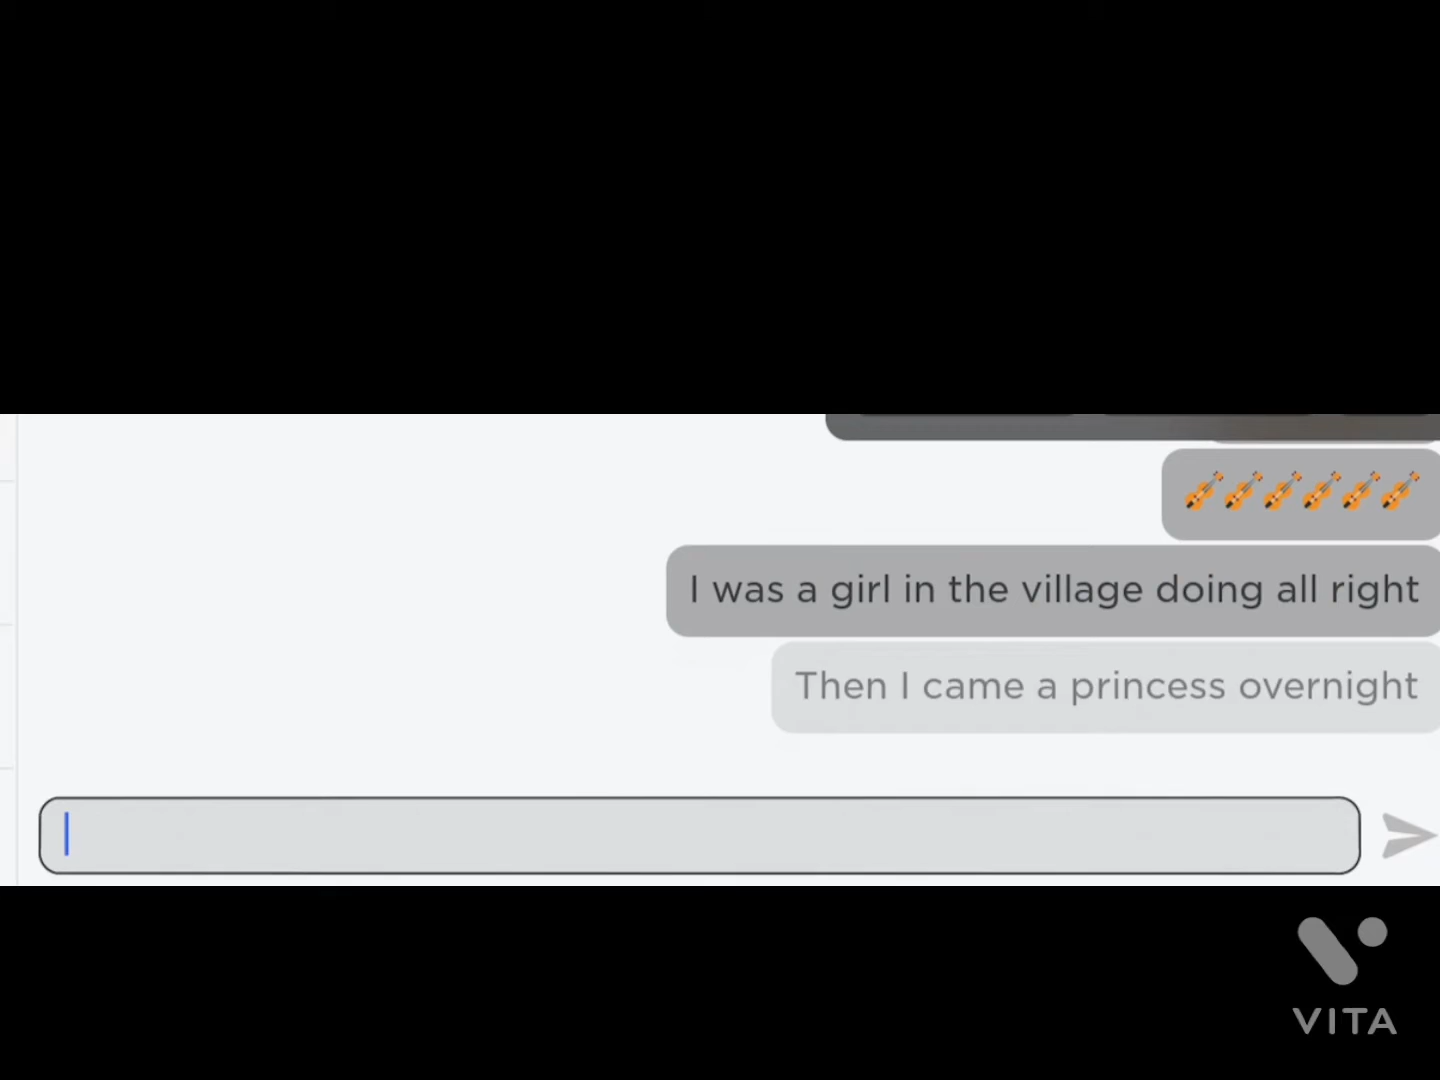 🎻🎻🎻🎻🎻🎻
I was a girl in the village doing all right
Then I came a princess overnight
VITA